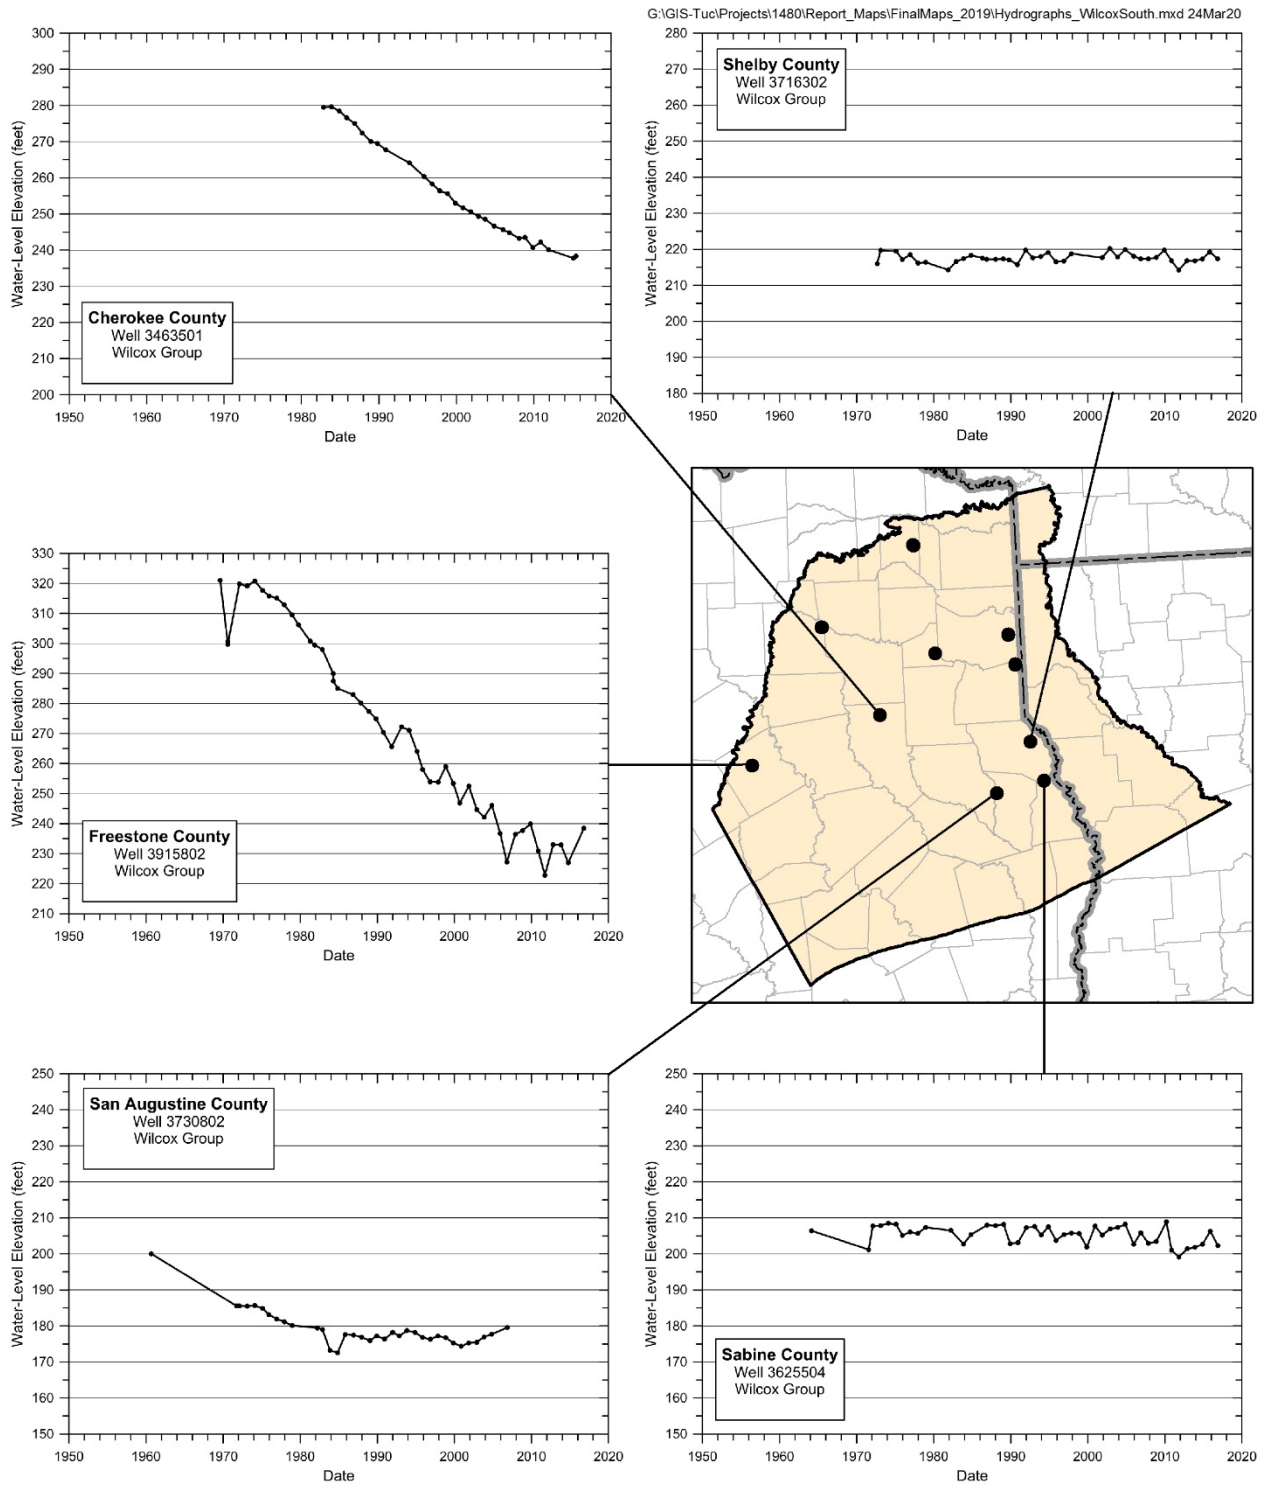 G:\GIS-Tuc\Projects\1480\Report_Maps\FinalMaps_2019\Hydrographs_WilcoxSouth.mxd 24Mar20
Water-Level Elevation (feet)
300
290
280
270
260
250
240
230
220
210
200
Cherokee County
Well 3463501
Wilcox Group
1950 1960 1970 1980 1990 2000 2010 2020
Date
Water-Level Elevation (feet)
280
270
260
250
240
230
220
210
200
190
180
Shelby County
Well 3716302
Wilcox Group
1950 1960 1970 1980 1990 2000 2010 2020
Date
Water-Level Elevation (feet)
330
320
310
300
290
280
270
260
250
240
230
220
210
Freestone County
Well 3915802
Wilcox Group
1950 1960 1970 1980 1990 2000 2010 2020
Date
Water-Level Elevation (feet)
250
240
230
220
210
200
190
180
170
160
150
San Augustine County
Well 3730802
Wilcox Group
1950 1960 1970 1980 1990 2000 2010 2020
Date
Water-Level Elevation (feet)
250
240
230
220
210
200
190
180
170
160
150
Sabine County
Well 3625504
Wilcox Group
1950 1960 1970 1980 1990 2000 2010 2020
Date